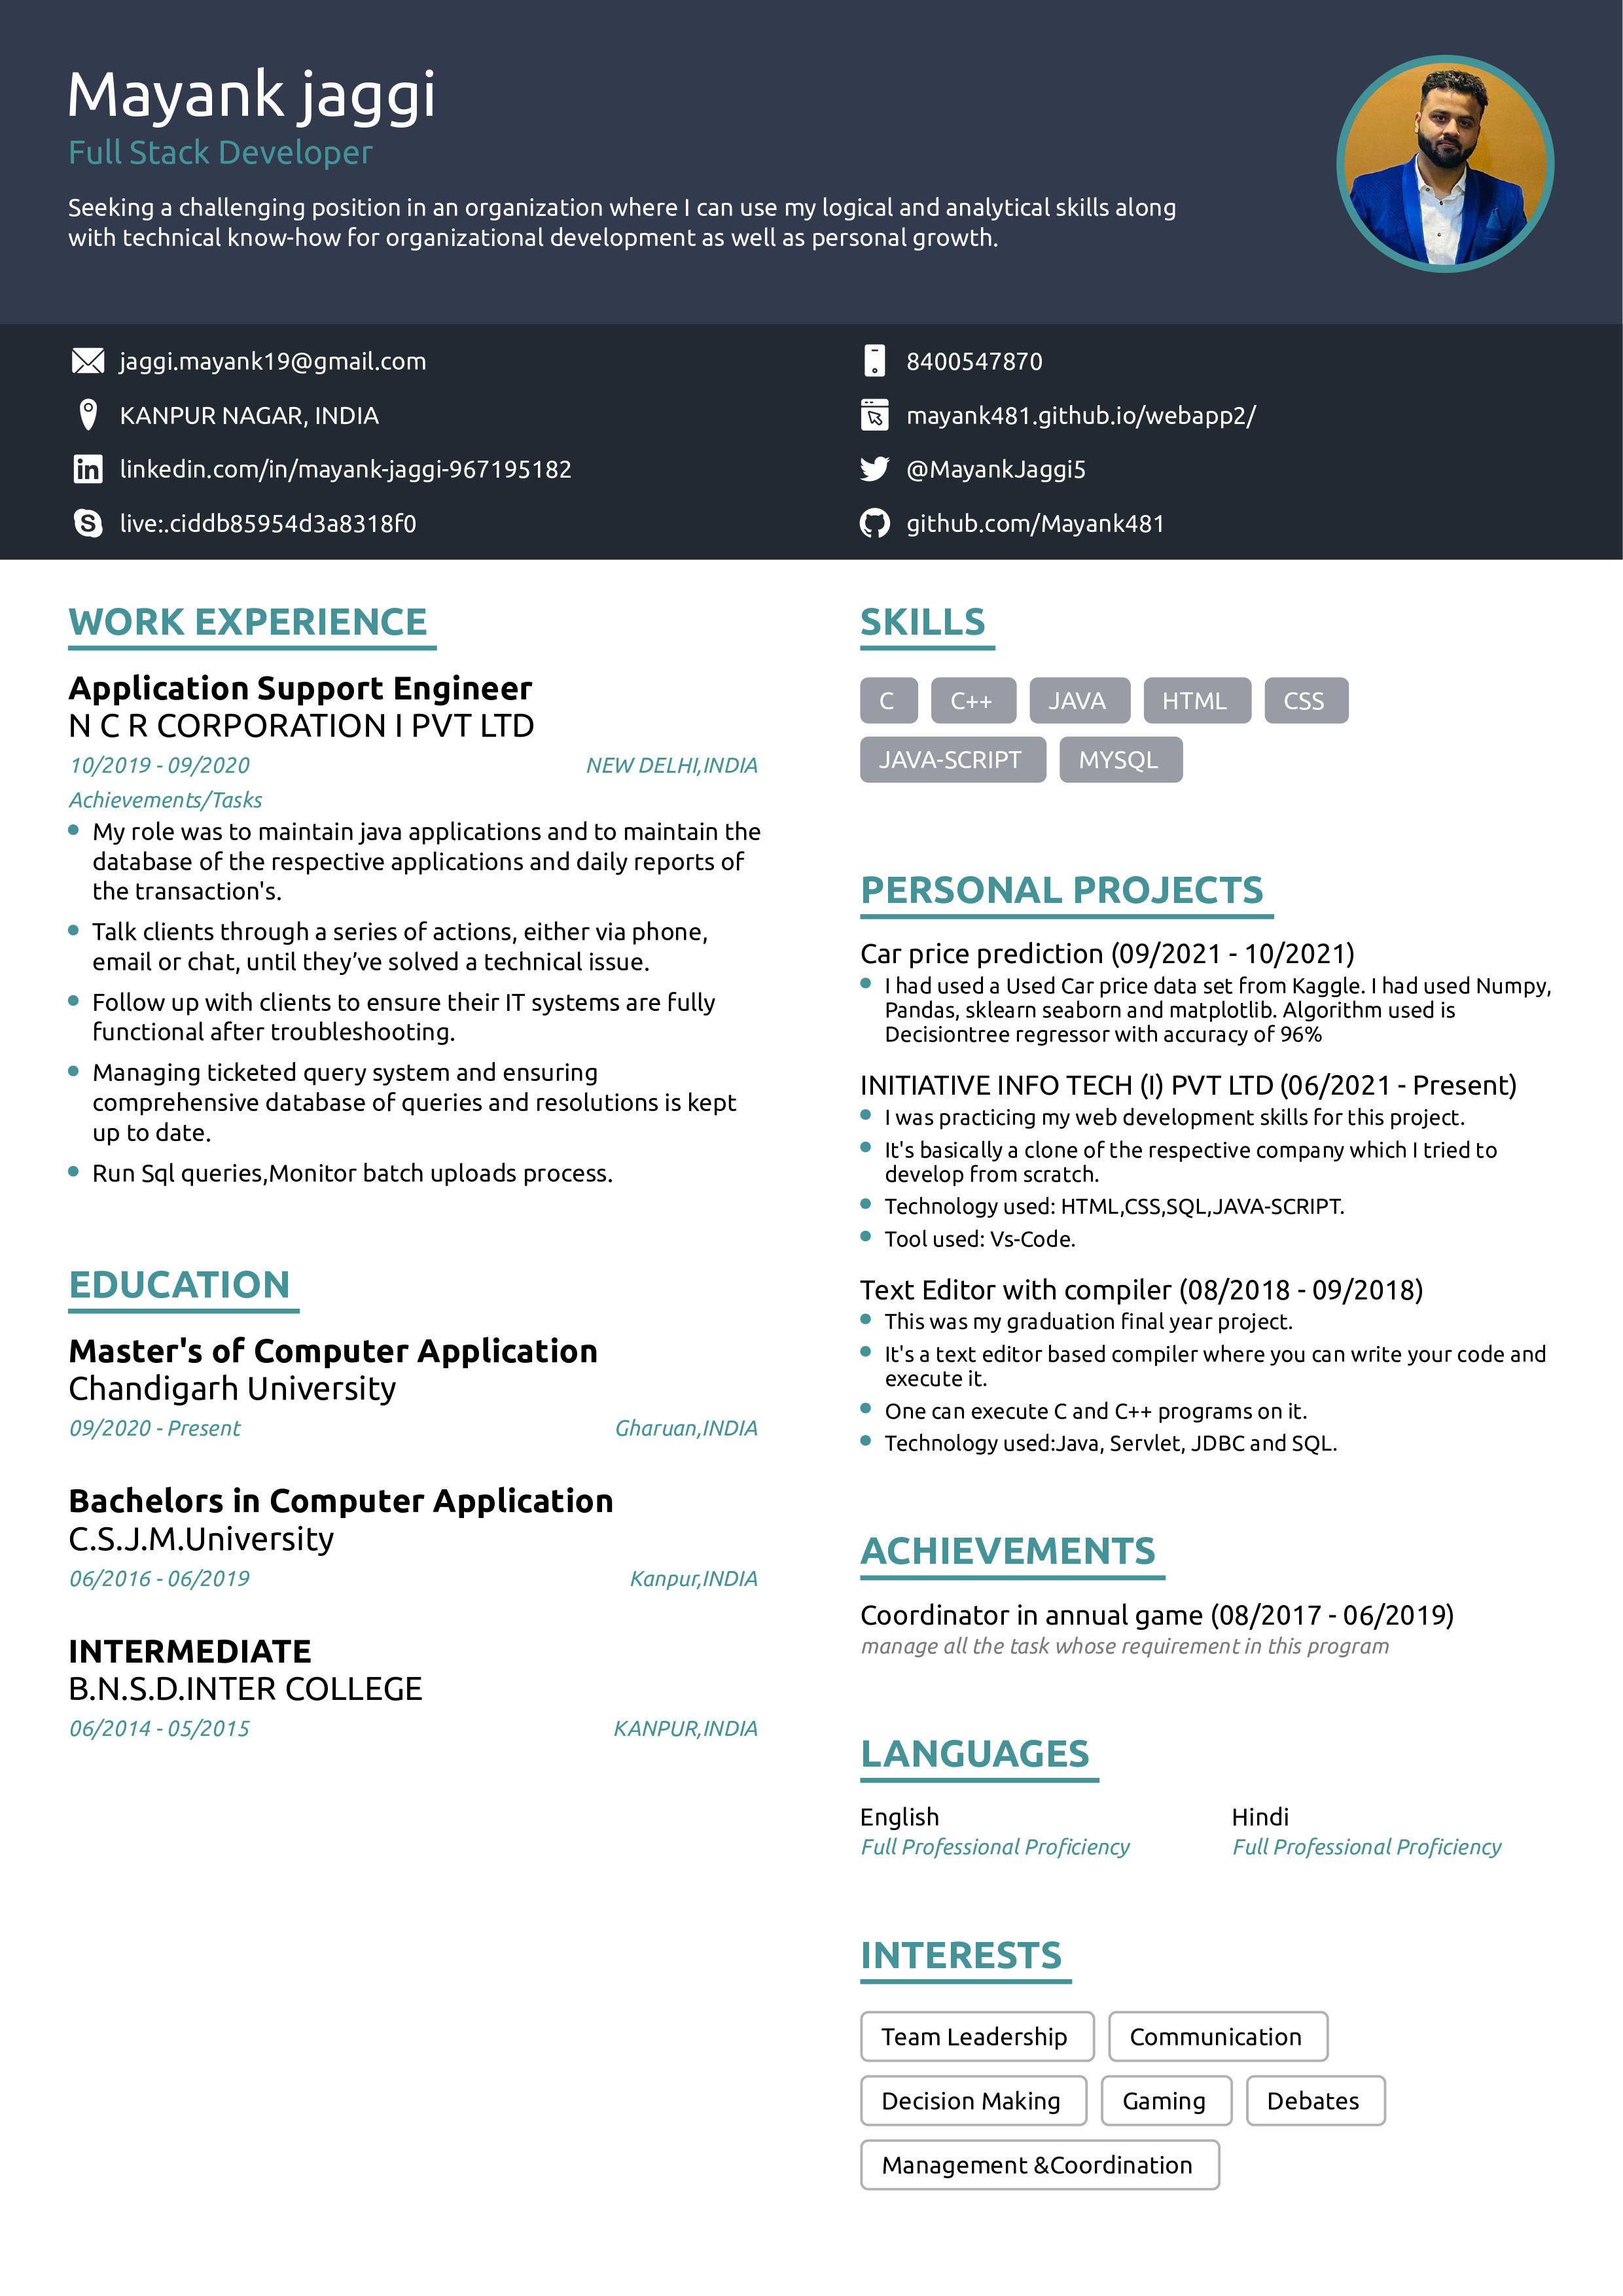 Mayank jaggi
Full Stack Developer
Seeking a challenging position in an organization where I can use my logical and analytical skills along
with technical know-how for organizational development as well as personal growth.
jaggi.mayank19@gmail.com
8400547870
KANPUR NAGAR, INDIA
mayank481.github.io/webapp2/
linkedin.com/in/mayank-jaggi-967195182
@MayankJaggi5
live:.ciddb85954d3a8318f0
github.com/Mayank481
WORK EXPERIENCE
Application Support Engineer
N C R CORPORATION I PVT LTD
10/2019 - 09/2020 NEW DELHI,INDIA
Achievements/Tasks
My role was to maintain java applications and to maintain the
database of the respective applications and daily reports of
the transaction's.
Talk clients through a series of actions, either via phone,
email or chat, until they’ve solved a technical issue.
Follow up with clients to ensure their IT systems are fully
functional after troubleshooting.
Managing ticketed query system and ensuring
comprehensive database of queries and resolutions is kept
up to date.
Run Sql queries,Monitor batch uploads process.
EDUCATION
Master's of Computer Application
Chandigarh University
09/2020 - Present Gharuan,INDIA
Bachelors in Computer Application
C.S.J.M.University
06/2016 - 06/2019 Kanpur,INDIA
INTERMEDIATE
B.N.S.D.INTER COLLEGE
06/2014 - 05/2015 KANPUR,INDIA
SKILLS
C C++ JAVA HTML CSS
JAVA-SCRIPT MYSQL
PERSONAL PROJECTS
Car price prediction (09/2021 - 10/2021)
I had used a Used Car price data set from Kaggle. I had used Numpy,
Pandas, sklearn seaborn and matplotlib. Algorithm used is
Decisiontree regressor with accuracy of 96%
INITIATIVE INFO TECH (I) PVT LTD (06/2021 - Present)
I was practicing my web development skills for this project.
It's basically a clone of the respective company which I tried to
develop from scratch.
Technology used: HTML,CSS,SQL,JAVA-SCRIPT.
Tool used: Vs-Code.
Text Editor with compiler (08/2018 - 09/2018)
This was my graduation final year project.
It's a text editor based compiler where you can write your code and
execute it.
One can execute C and C++ programs on it.
Technology used:Java, Servlet, JDBC and SQL.
ACHIEVEMENTS
Coordinator in annual game (08/2017 - 06/2019)
manage all the task whose requirement in this program
LANGUAGES
English Hindi
Full Professional Proficiency Full Professional Proficiency
INTERESTS
Team Leadership Communication
Decision Making Gaming Debates
Management &Coordination